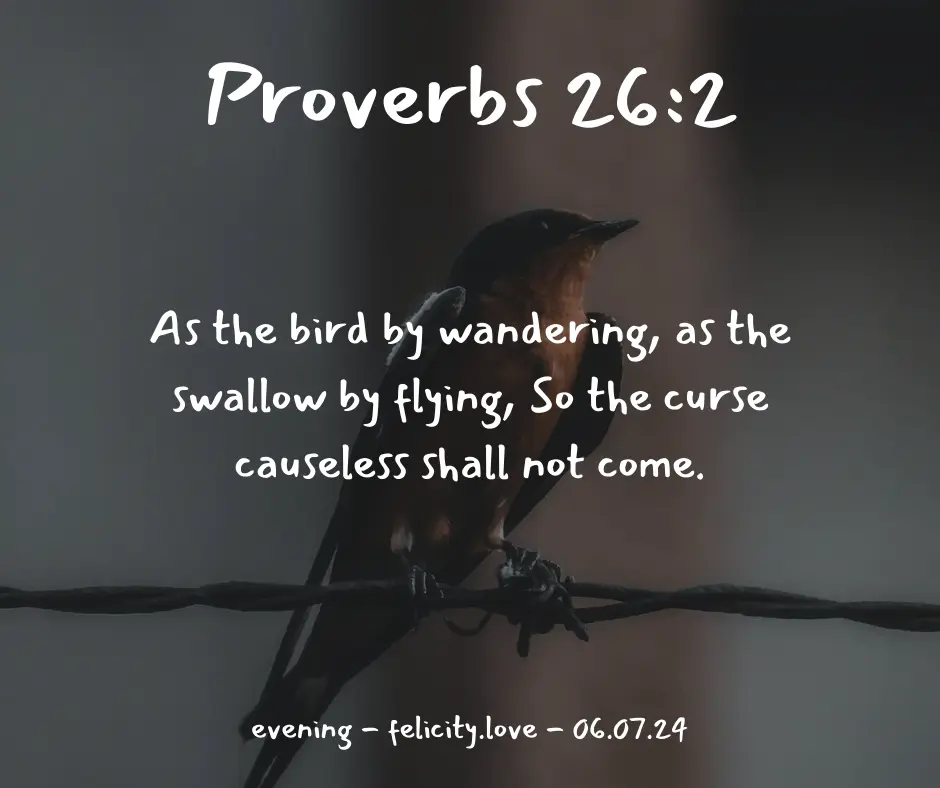 Proverbs 26:2
As the bird by wandering, as the
swallow by flying, So the curse
causeless shall not come.
evening - felicity.love - 06.07.24